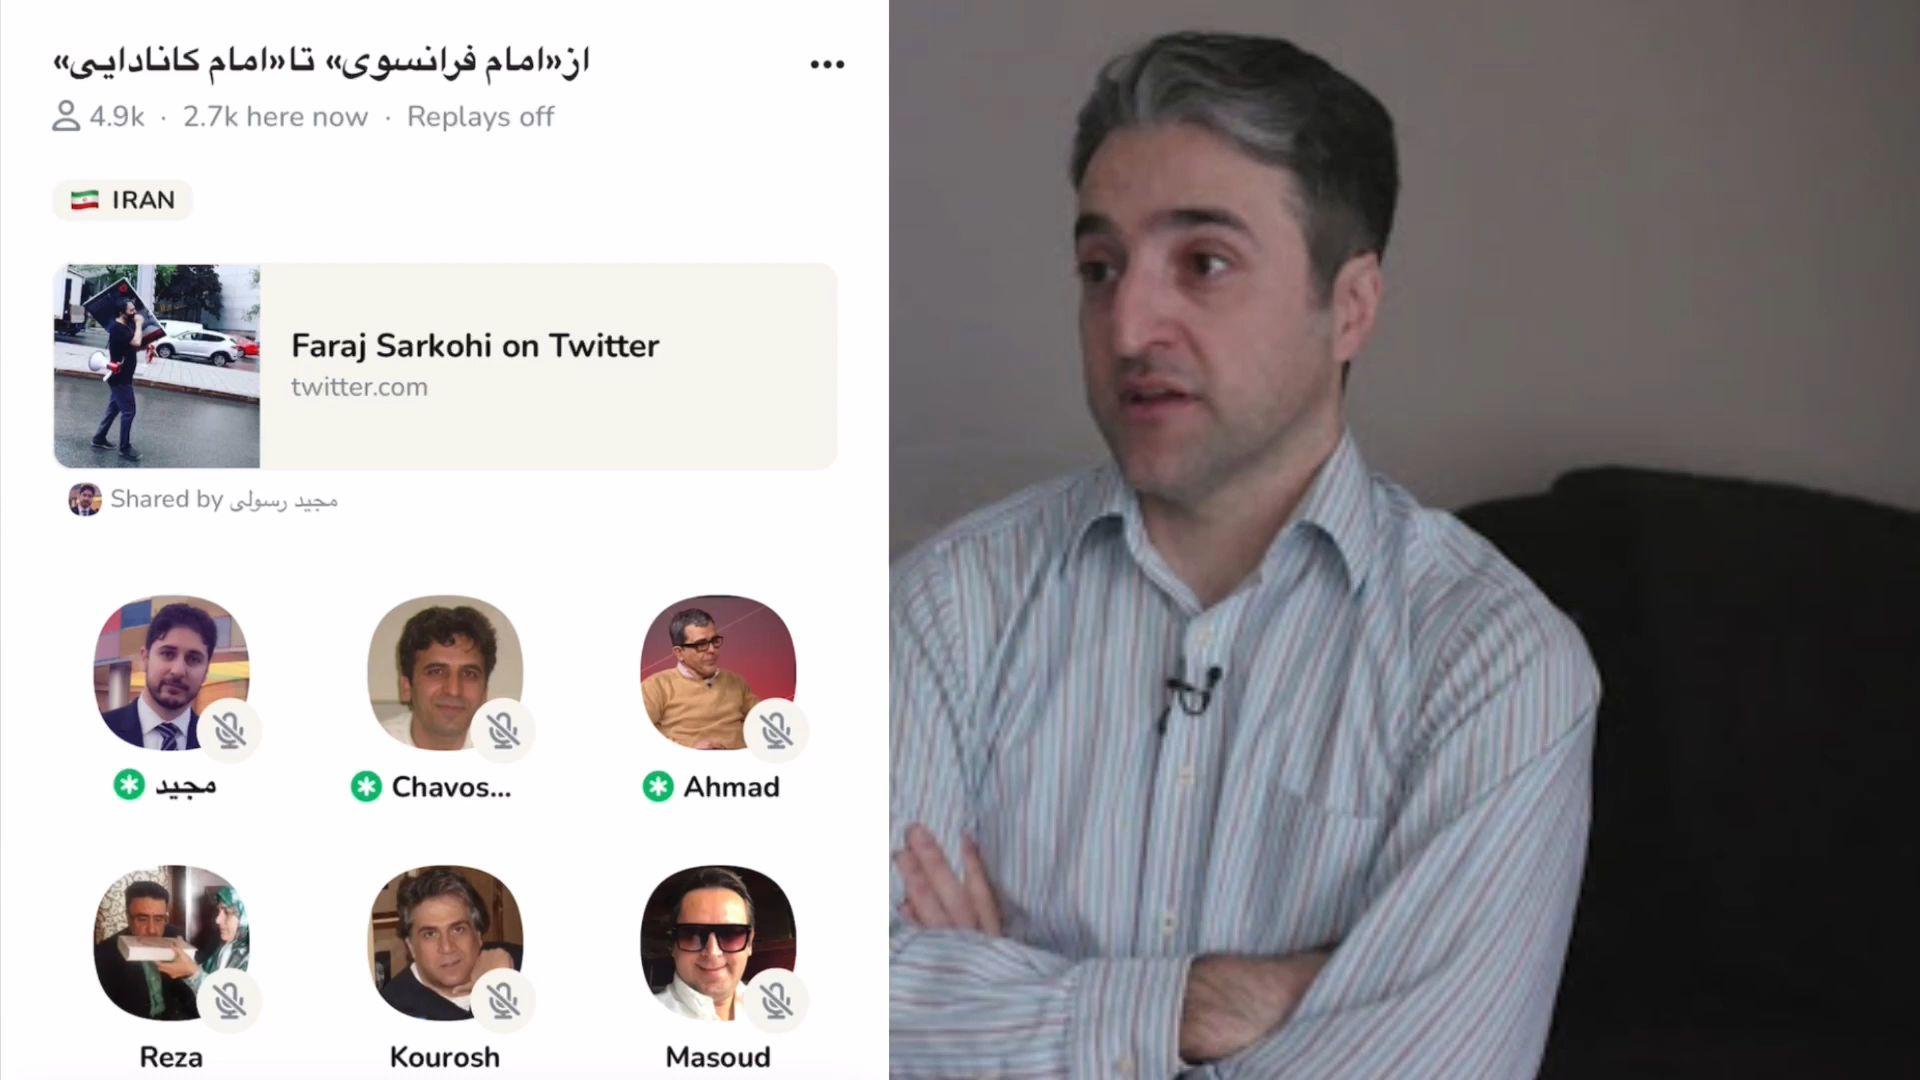 از«امام فرانسوی» تا«امام کانادایی»
4.9k · 2.7k here now · Replays off
IRAN
Faraj Sarkohi on Twitter
twitter.com
Shared by مجید رسولی
مجید
Chavos...
Ahmad
Reza
Kourosh
Masoud